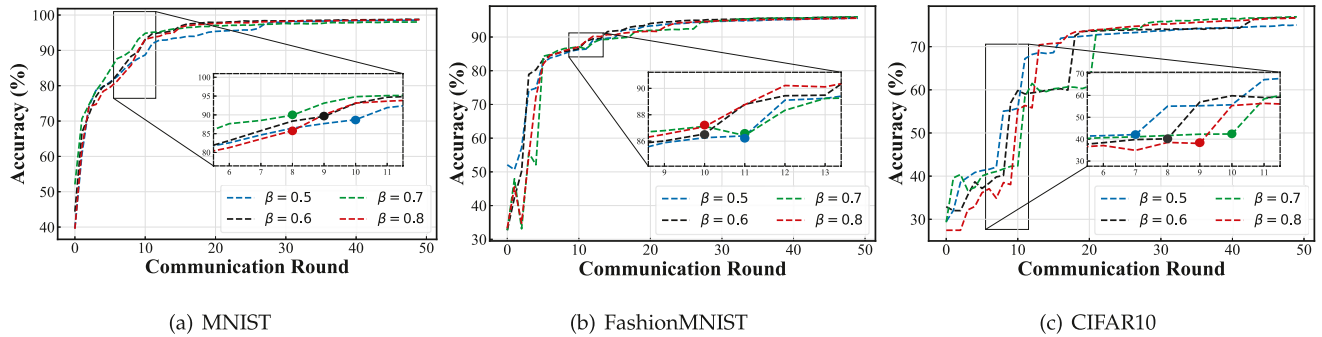 Accuracy (%)
100
90
80
70
60
50
40
100
95
90
85
80
6 7 8 9 10 11
β = 0.5 β = 0.7
β = 0.6 β = 0.8
0 10 20 30 40 50
Communication Round
(a) MNIST
Accuracy (%)
90
80
70
60
50
40
30
90
88
86
84
9 10 11 12 13
β = 0.5 β = 0.7
β = 0.6 β = 0.8
0 10 20 30 40 50
Communication Round
(b) FashionMNIST
Accuracy (%)
70
60
50
40
30
70
60
50
40
30
6 7 8 9 10 11
β = 0.5 β = 0.7
β = 0.6 β = 0.8
0 10 20 30 40 50
Communication Round
(c) CIFAR10